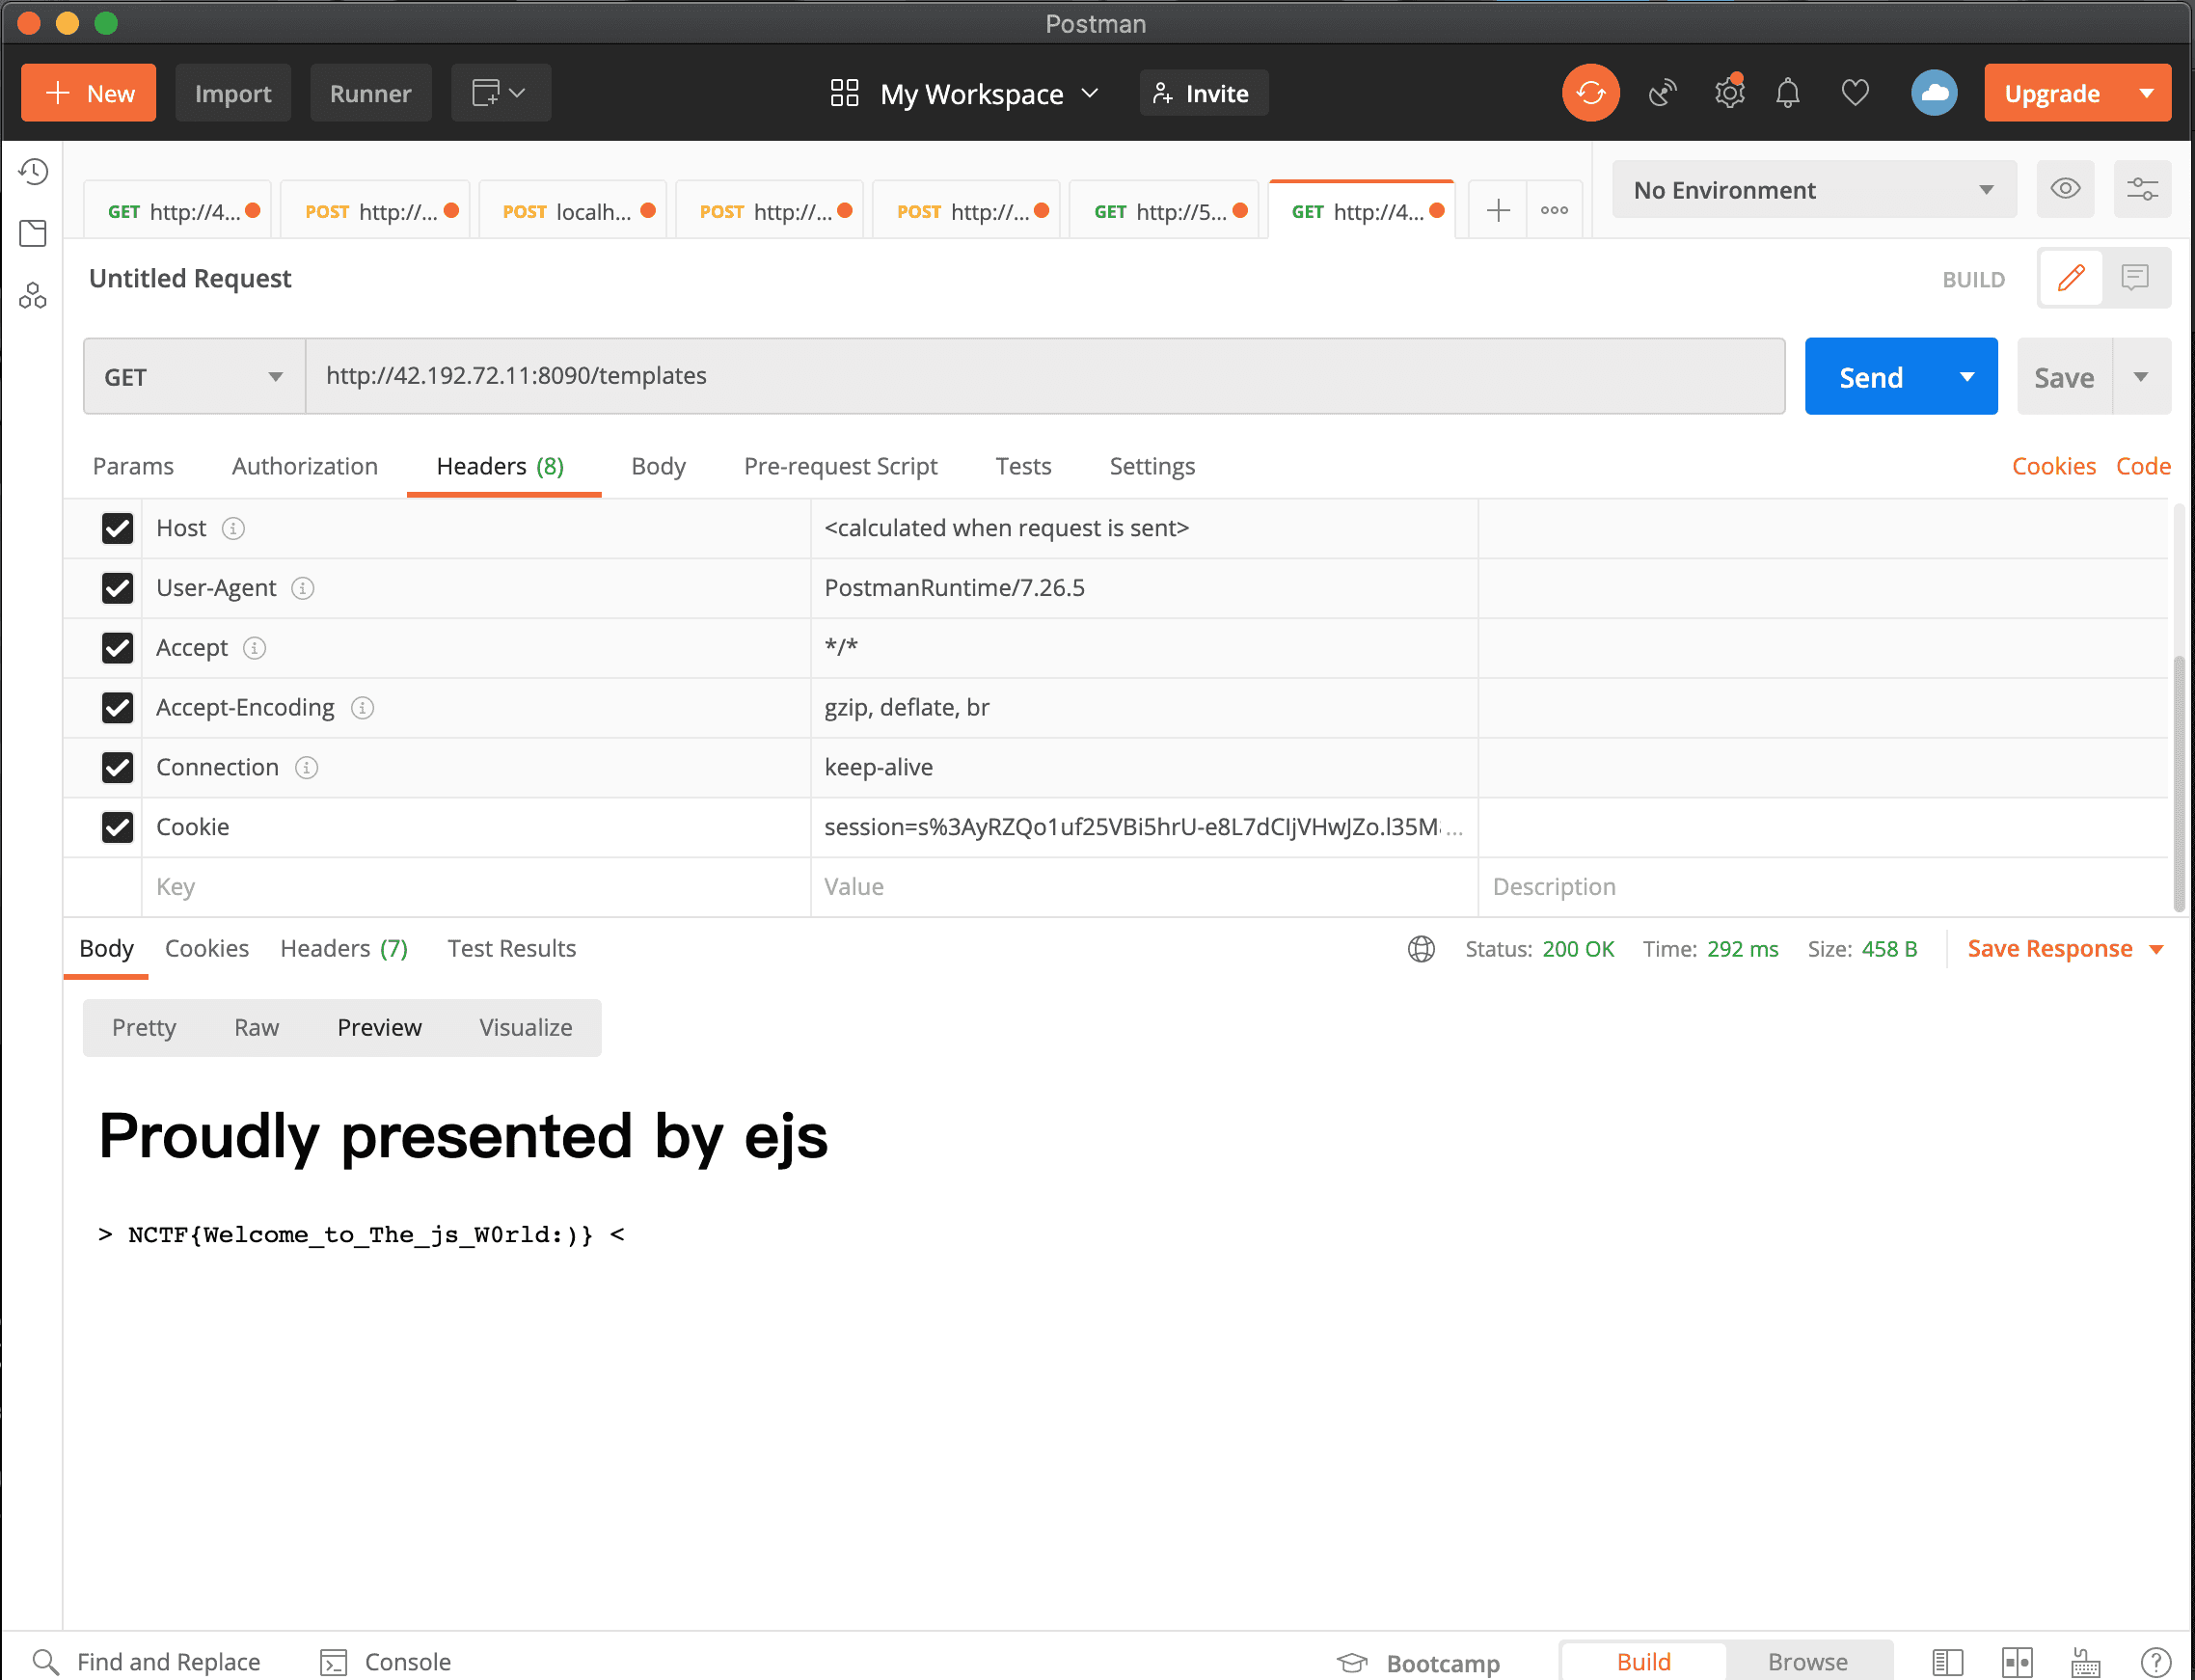 Postman
New Import Runner My Workspace Invite Upgrade
GET http://4... POST http://... POST localh... POST http://... POST http://... GET http://5... GET http://4... No Environment
Untitled Request BUILD
GET http://42.192.72.11:8090/templates Send Save
Params Authorization Headers (8) Body Pre-request Script Tests Settings Cookies Code
Host <calculated when request is sent>
User-Agent PostmanRuntime/7.26.5
Accept */*
Accept-Encoding gzip, deflate, br
Connection keep-alive
Cookie session=s%3AyRZQo1uf25VBi5hrU-e8L7dCIjVHwJZo.l35M...
Key Value Description
Body Cookies Headers (7) Test Results Status: 200 OK Time: 292 ms Size: 458 B Save Response
Pretty Raw Preview Visualize
Proudly presented by ejs
> NCTF{Welcome_to_The_js_W0rld:)} <
Find and Replace Console Bootcamp Build Browse